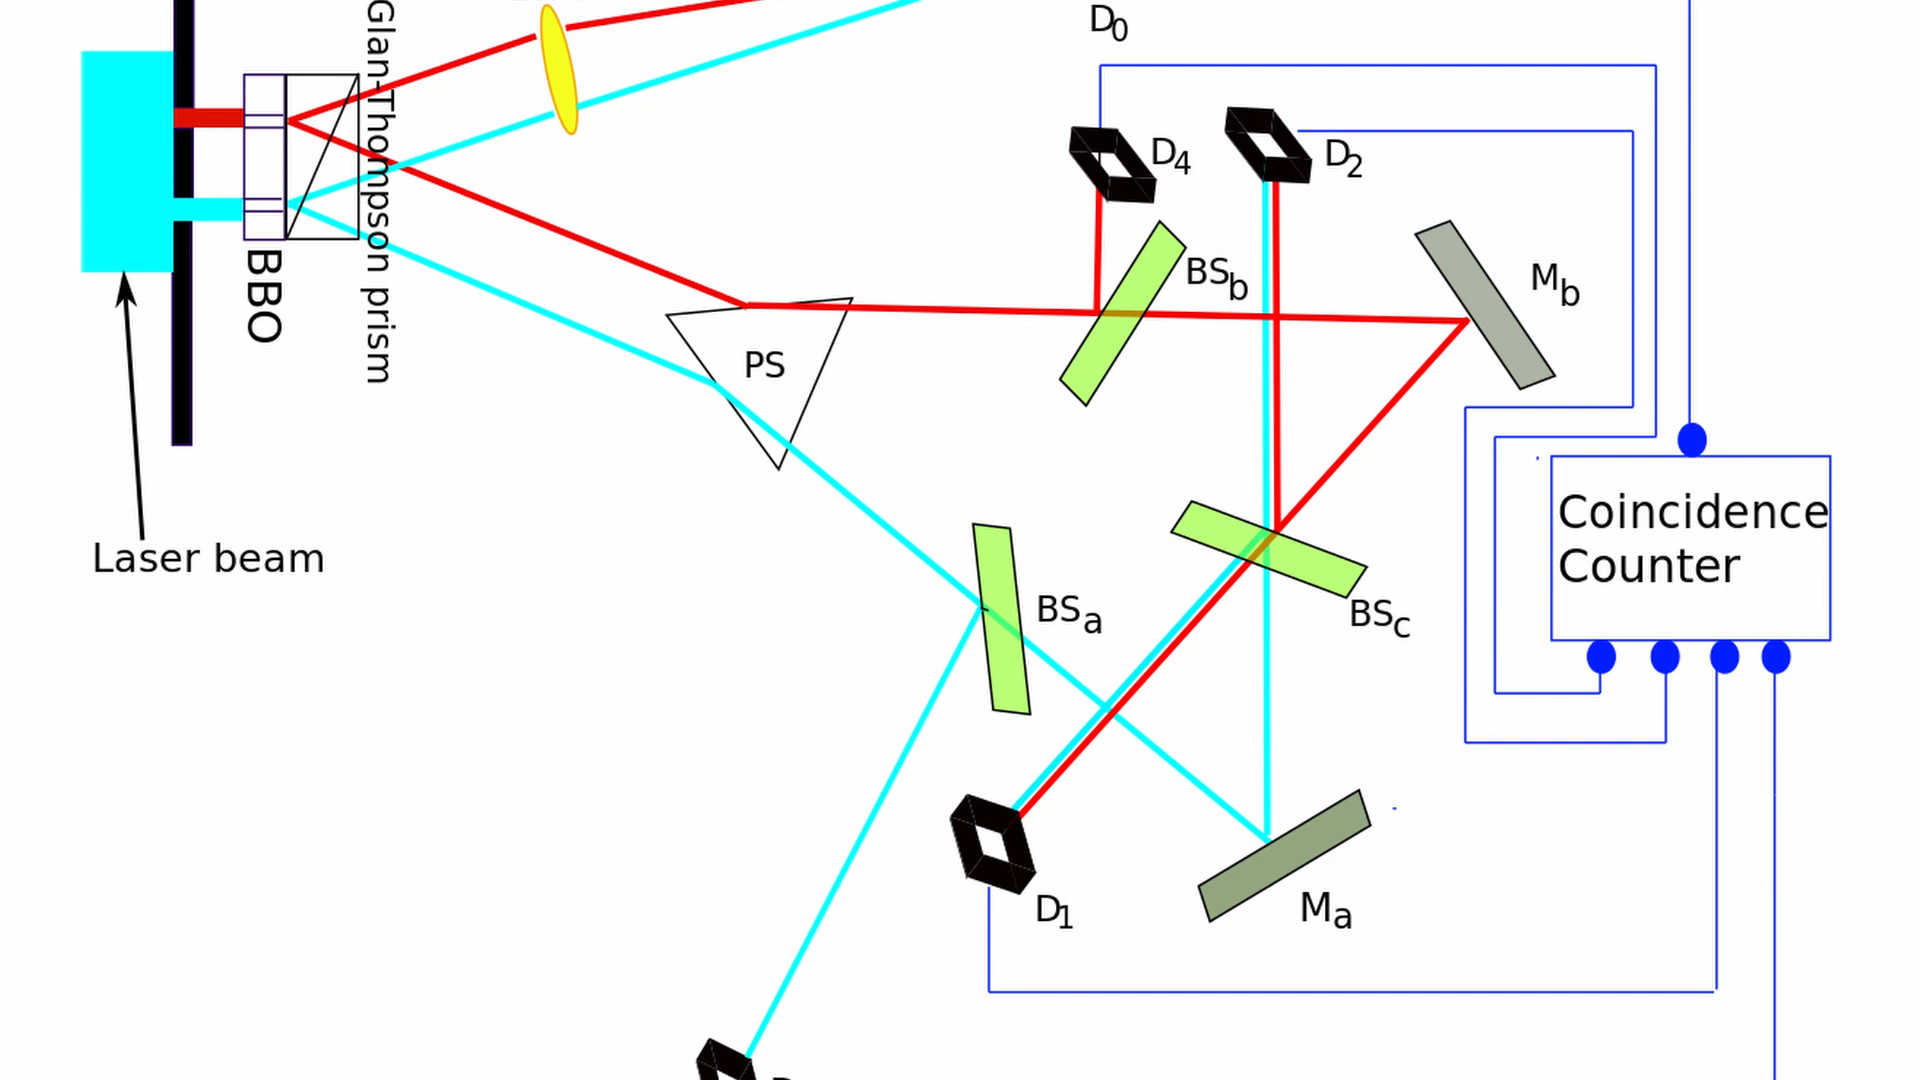 D0
Glan-Thompson prism
D4
D2
BSb
Mb
BBO
PS
Coincidence
Counter
Laser beam
BSa
BSc
D1
Ma